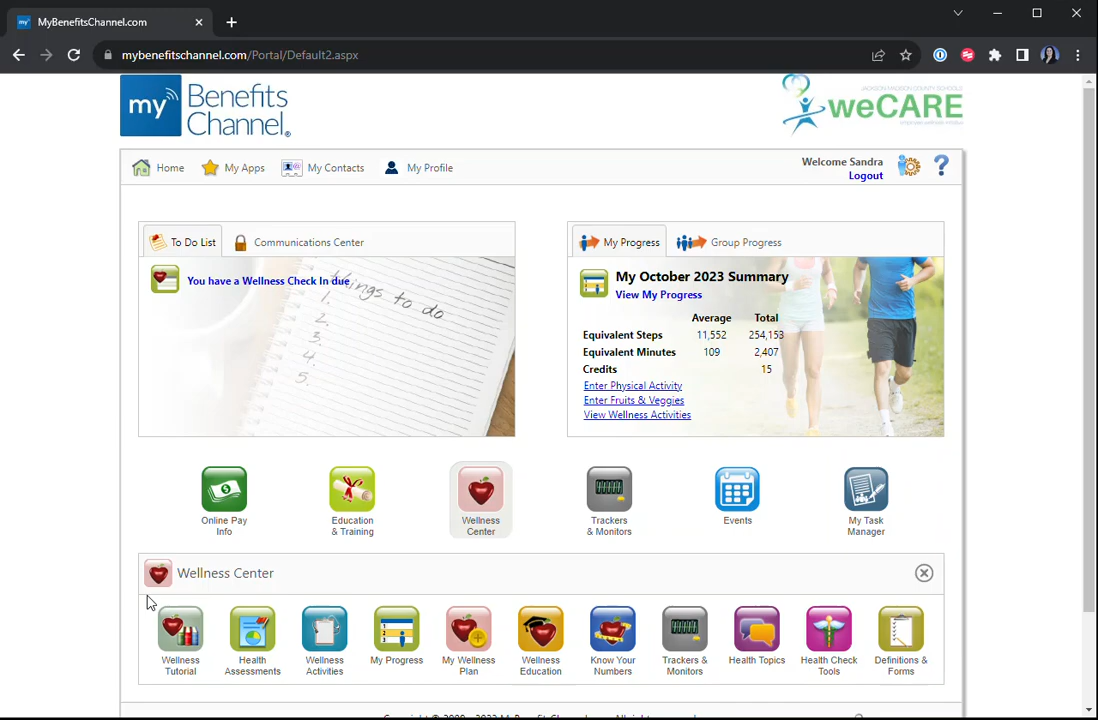 MyBenefitsChannel.com
mybenefitschannel.com/Portal/Default2.aspx
my Benefits Channel®
JACKSON MADISON COUNTY SCHOOLS
weCARE
Home
My Apps
My Contacts
My Profile
Welcome Sandra
Logout
To Do List
Communications Center
You have a Wellness Check In due
things to do
1.
2.
3.
4.
5.
My Progress
Group Progress
My October 2023 Summary
View My Progress
Average Total
Equivalent Steps 11,552 254,153
Equivalent Minutes 109 2,407
Credits 15
Enter Physical Activity
Enter Fruits & Veggies
View Wellness Activities
Online Pay
Info
Education
& Training
Wellness
Center
Trackers
& Monitors
Events
My Task
Manager
Wellness Center
Wellness
Tutorial
Health
Assessments
Wellness
Activities
My Progress
My Wellness
Plan
Wellness
Education
Know Your
Numbers
Trackers &
Monitors
Health Topics
Health Check
Tools
Definitions &
Forms